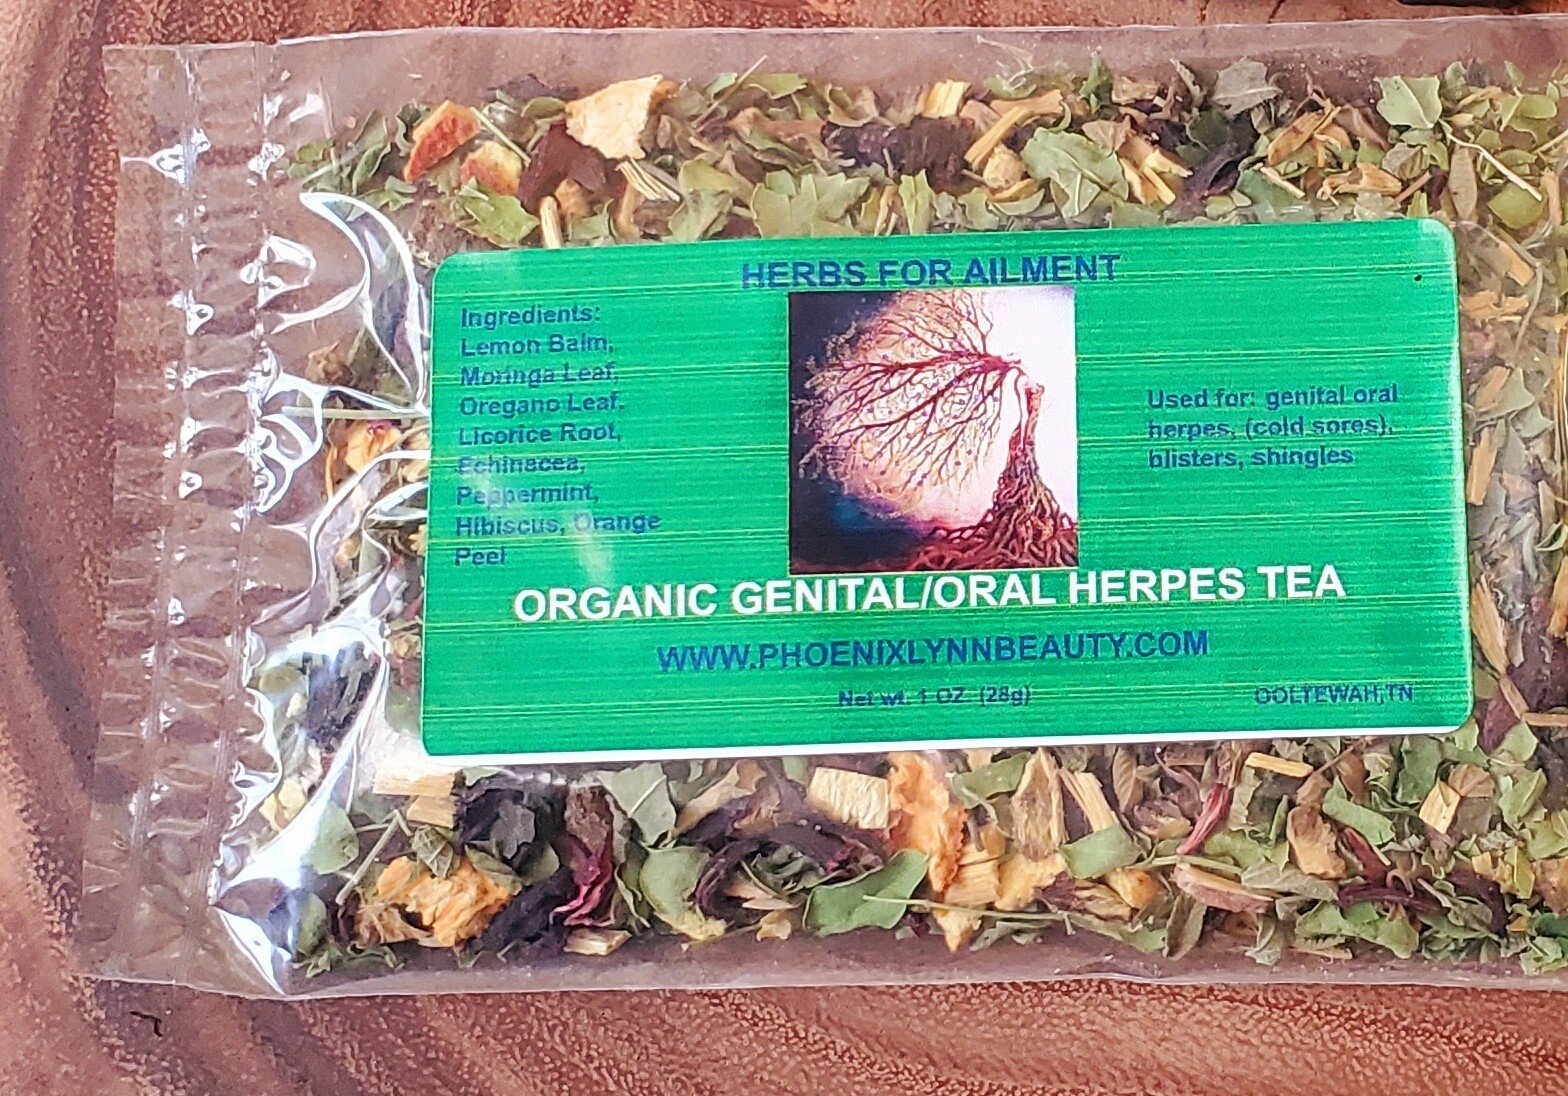 HERBS FOR AILMENT
Ingredients:
Lemon Balm,
Moringa Leaf,
Oregano Leaf,
Licorice Root,
Echinacea,
Peppermint,
Hibiscus, Orange
Peel
Used for: genital oral
herpes, (cold sores),
blisters, shingles
ORGANIC GENITAL/ORAL HERPES TEA
WWW.PHOENIXLYNNBEAUTY.COM
Net wt. 1 OZ. (28g)
OOLTEWAH,TN